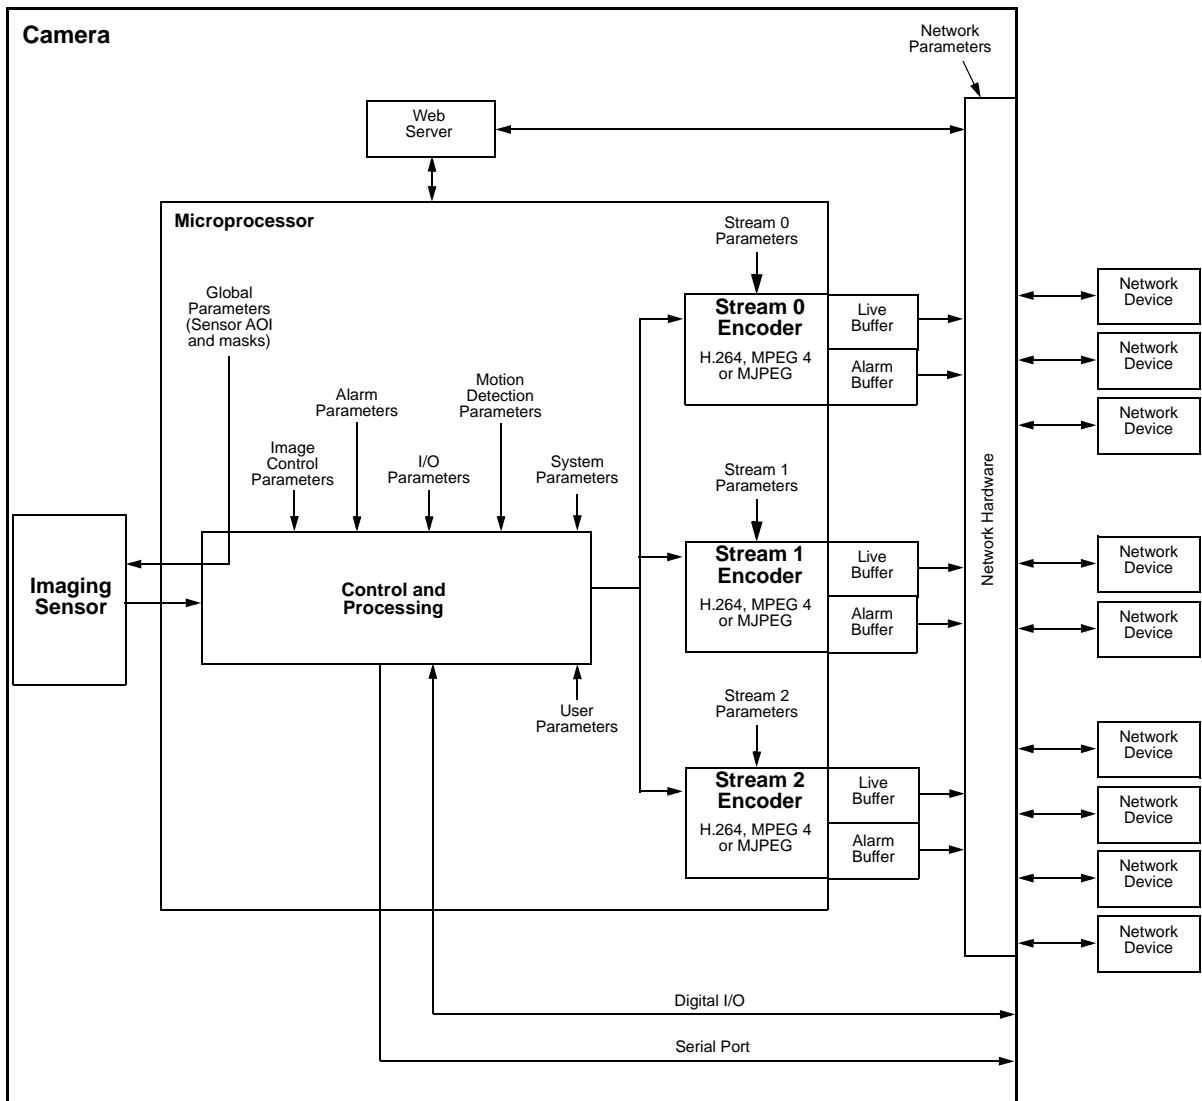 Camera
Network
Parameters
Web
Server
Microprocessor
Stream 0
Parameters
Global
Parameters
(Sensor AOI
and masks)
Stream 0
Encoder
H.264, MPEG 4
or MJPEG
Live
Buffer
Alarm
Buffer
Network
Device
Network
Device
Network
Device
Motion
Detection
Parameters
Alarm
Parameters
Image
Control
Parameters
I/O
Parameters
System
Parameters
Stream 1
Parameters
Network Hardware
Imaging
Sensor
Control and
Processing
Stream 1
Encoder
H.264, MPEG 4
or MJPEG
Live
Buffer
Alarm
Buffer
Network
Device
Network
Device
User
Parameters
Stream 2
Parameters
Stream 2
Encoder
H.264, MPEG 4
or MJPEG
Live
Buffer
Alarm
Buffer
Network
Device
Network
Device
Network
Device
Network
Device
Digital I/O
Serial Port